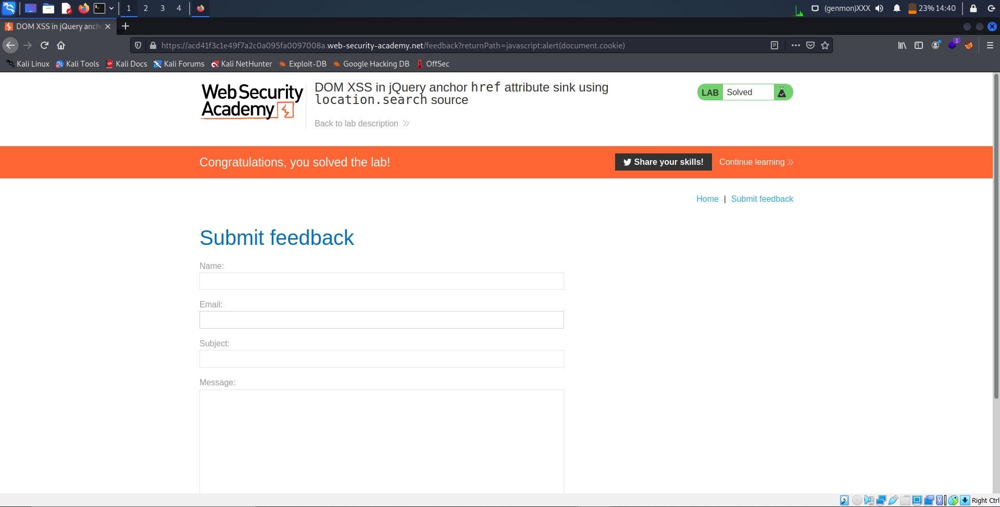 1 2 3 4 (genmon)XXX 23% 14:40
DOM XSS in jQuery anch
https://acd41f3c1e49f7a2c0a095fa0097008a.web-security-academy.net/feedback?returnPath=javascript:alert(document.cookie)
1
Kali Linux Kali Tools Kali Docs Kali Forums Kali NetHunter Exploit-DB Google Hacking DB OffSec
Web Security
Academy
DOM XSS in jQuery anchor href attribute sink using
location.search source
LAB Solved
Back to lab description
Congratulations, you solved the lab!
Share your skills! Continue learning
Home | Submit feedback
Submit feedback
Name:
Email:
Subject:
Message:
Right Ctrl